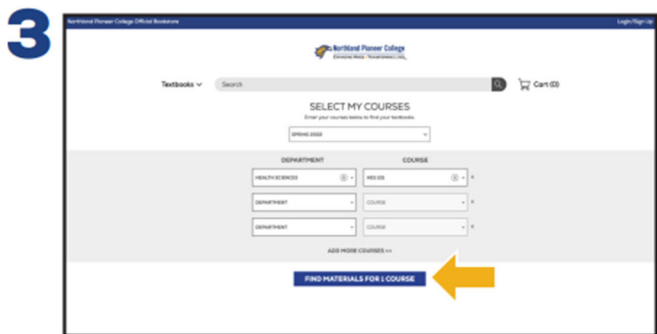 3
Northland Pioneer College Official Bookstore
Login/Sign Up
Northland Pioneer College
Textbooks
Search
Cart (0)
SELECT MY COURSES
Enter your courses below to find your textbooks.
SPRING 2022
DEPARTMENT COURSE
HEALTH SCIENCES HES 125 x
DEPARTMENT COURSE x
DEPARTMENT COURSE x
ADD MORE COURSES >>
FIND MATERIALS FOR 1 COURSE